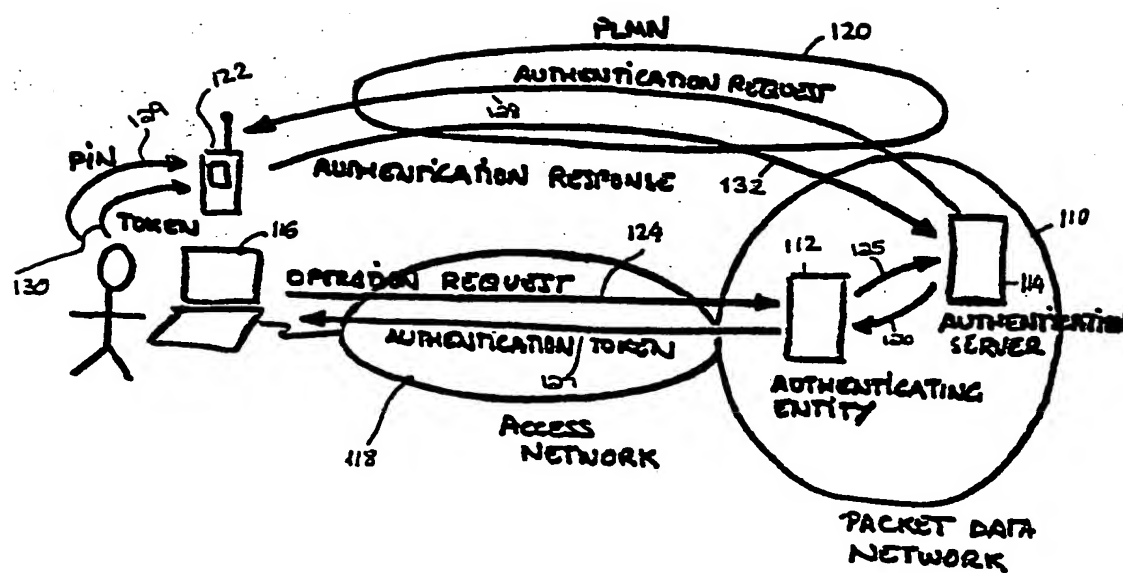 PLMN
120
122
AUTHENTICATION REQUEST
129
128
PIN
AUTHENTICATION RESPONSE
132
TOKEN
116
110
130
124
112
125
OPERATION REQUEST
114
AUTHENTICATION TOKEN
AUTHENTICATION
SERVER
127
AUTHENTICATING
ENTITY
118
ACCESS
NETWORK
PACKET DATA
NETWORK